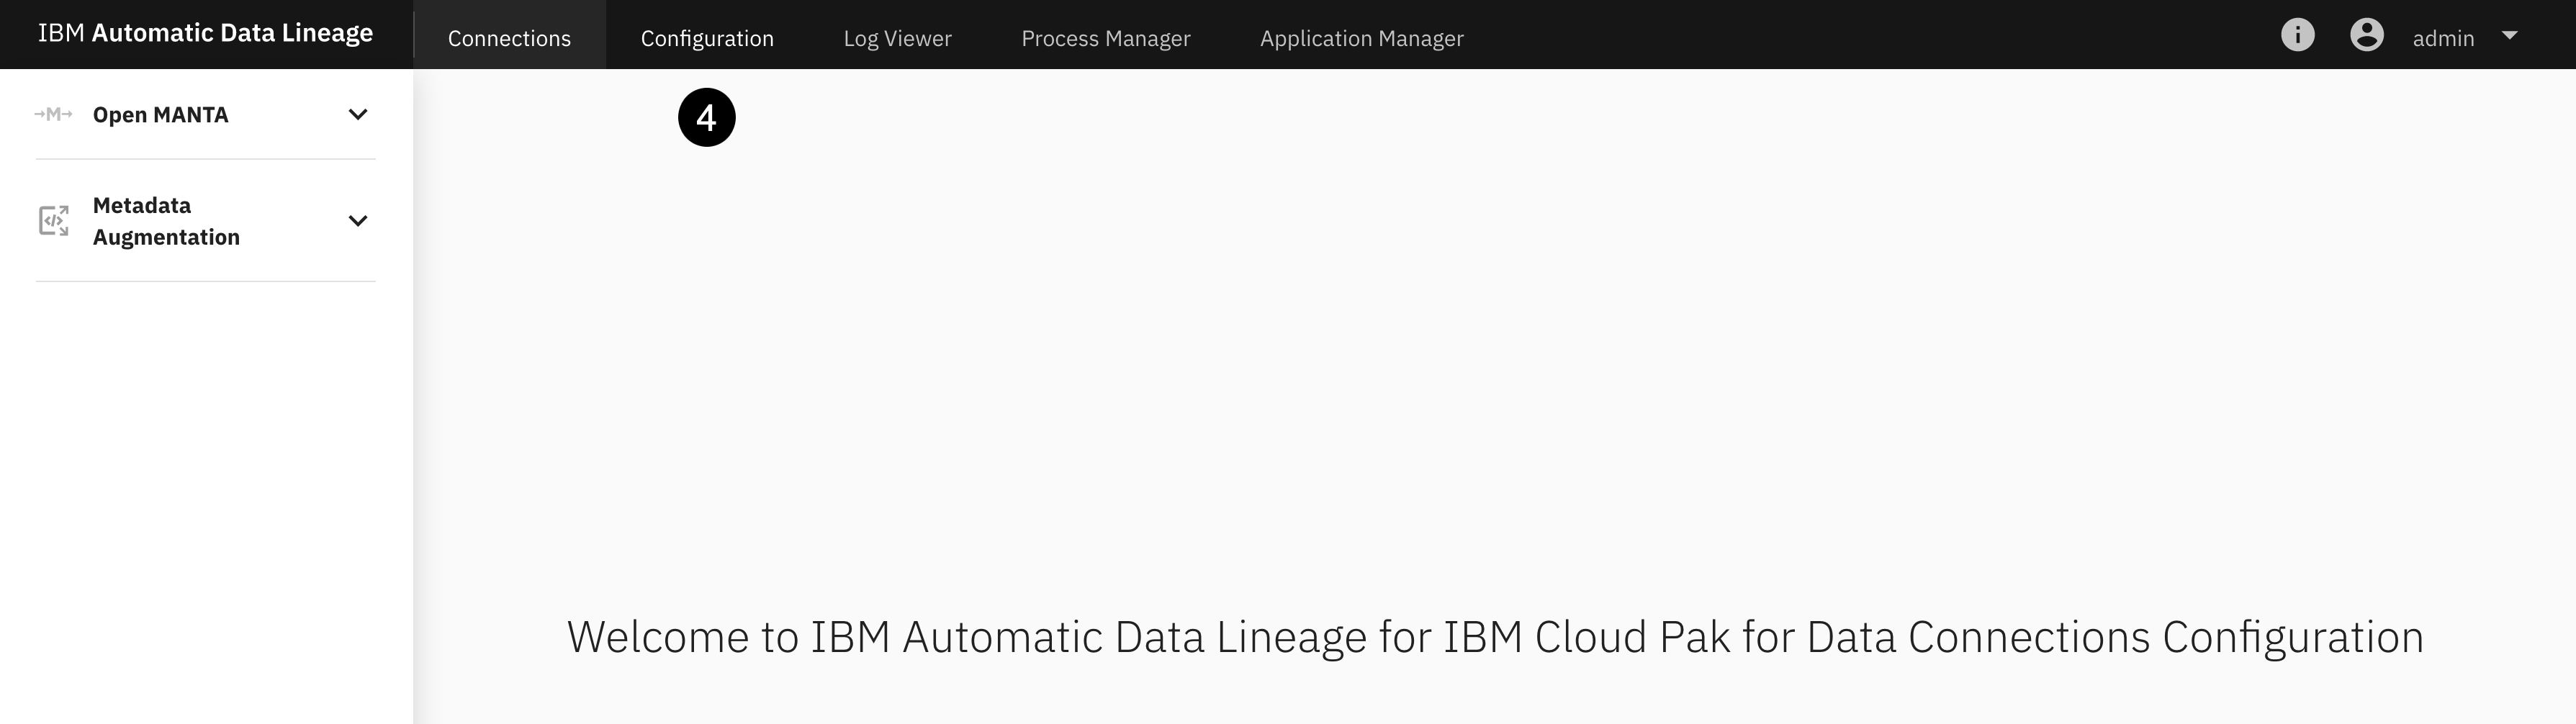 IBM Automatic Data Lineage
Connections
Configuration
Log Viewer
Process Manager
Application Manager
admin
→M→ Open MANTA
4
Metadata
Augmentation
Welcome to IBM Automatic Data Lineage for IBM Cloud Pak for Data Connections Configuration